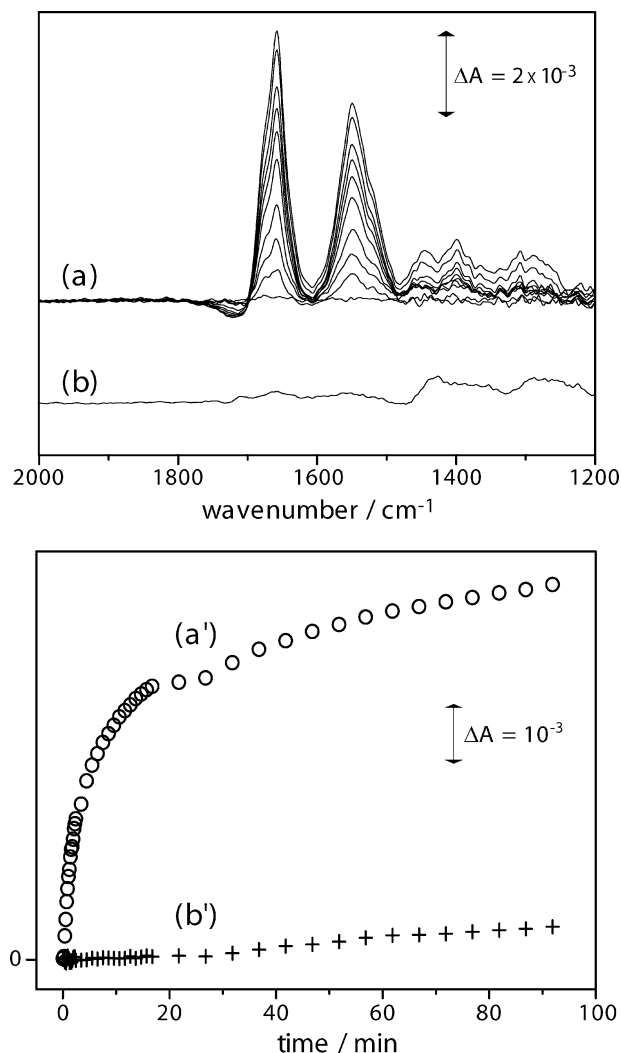 ΔA = 2 x 10⁻³
(a)
(b)
2000 1800 1600 1400 1200
wavenumber / cm⁻¹
(a')
ΔA = 10⁻³
(b')
0
0 20 40 60 80 100
time / min